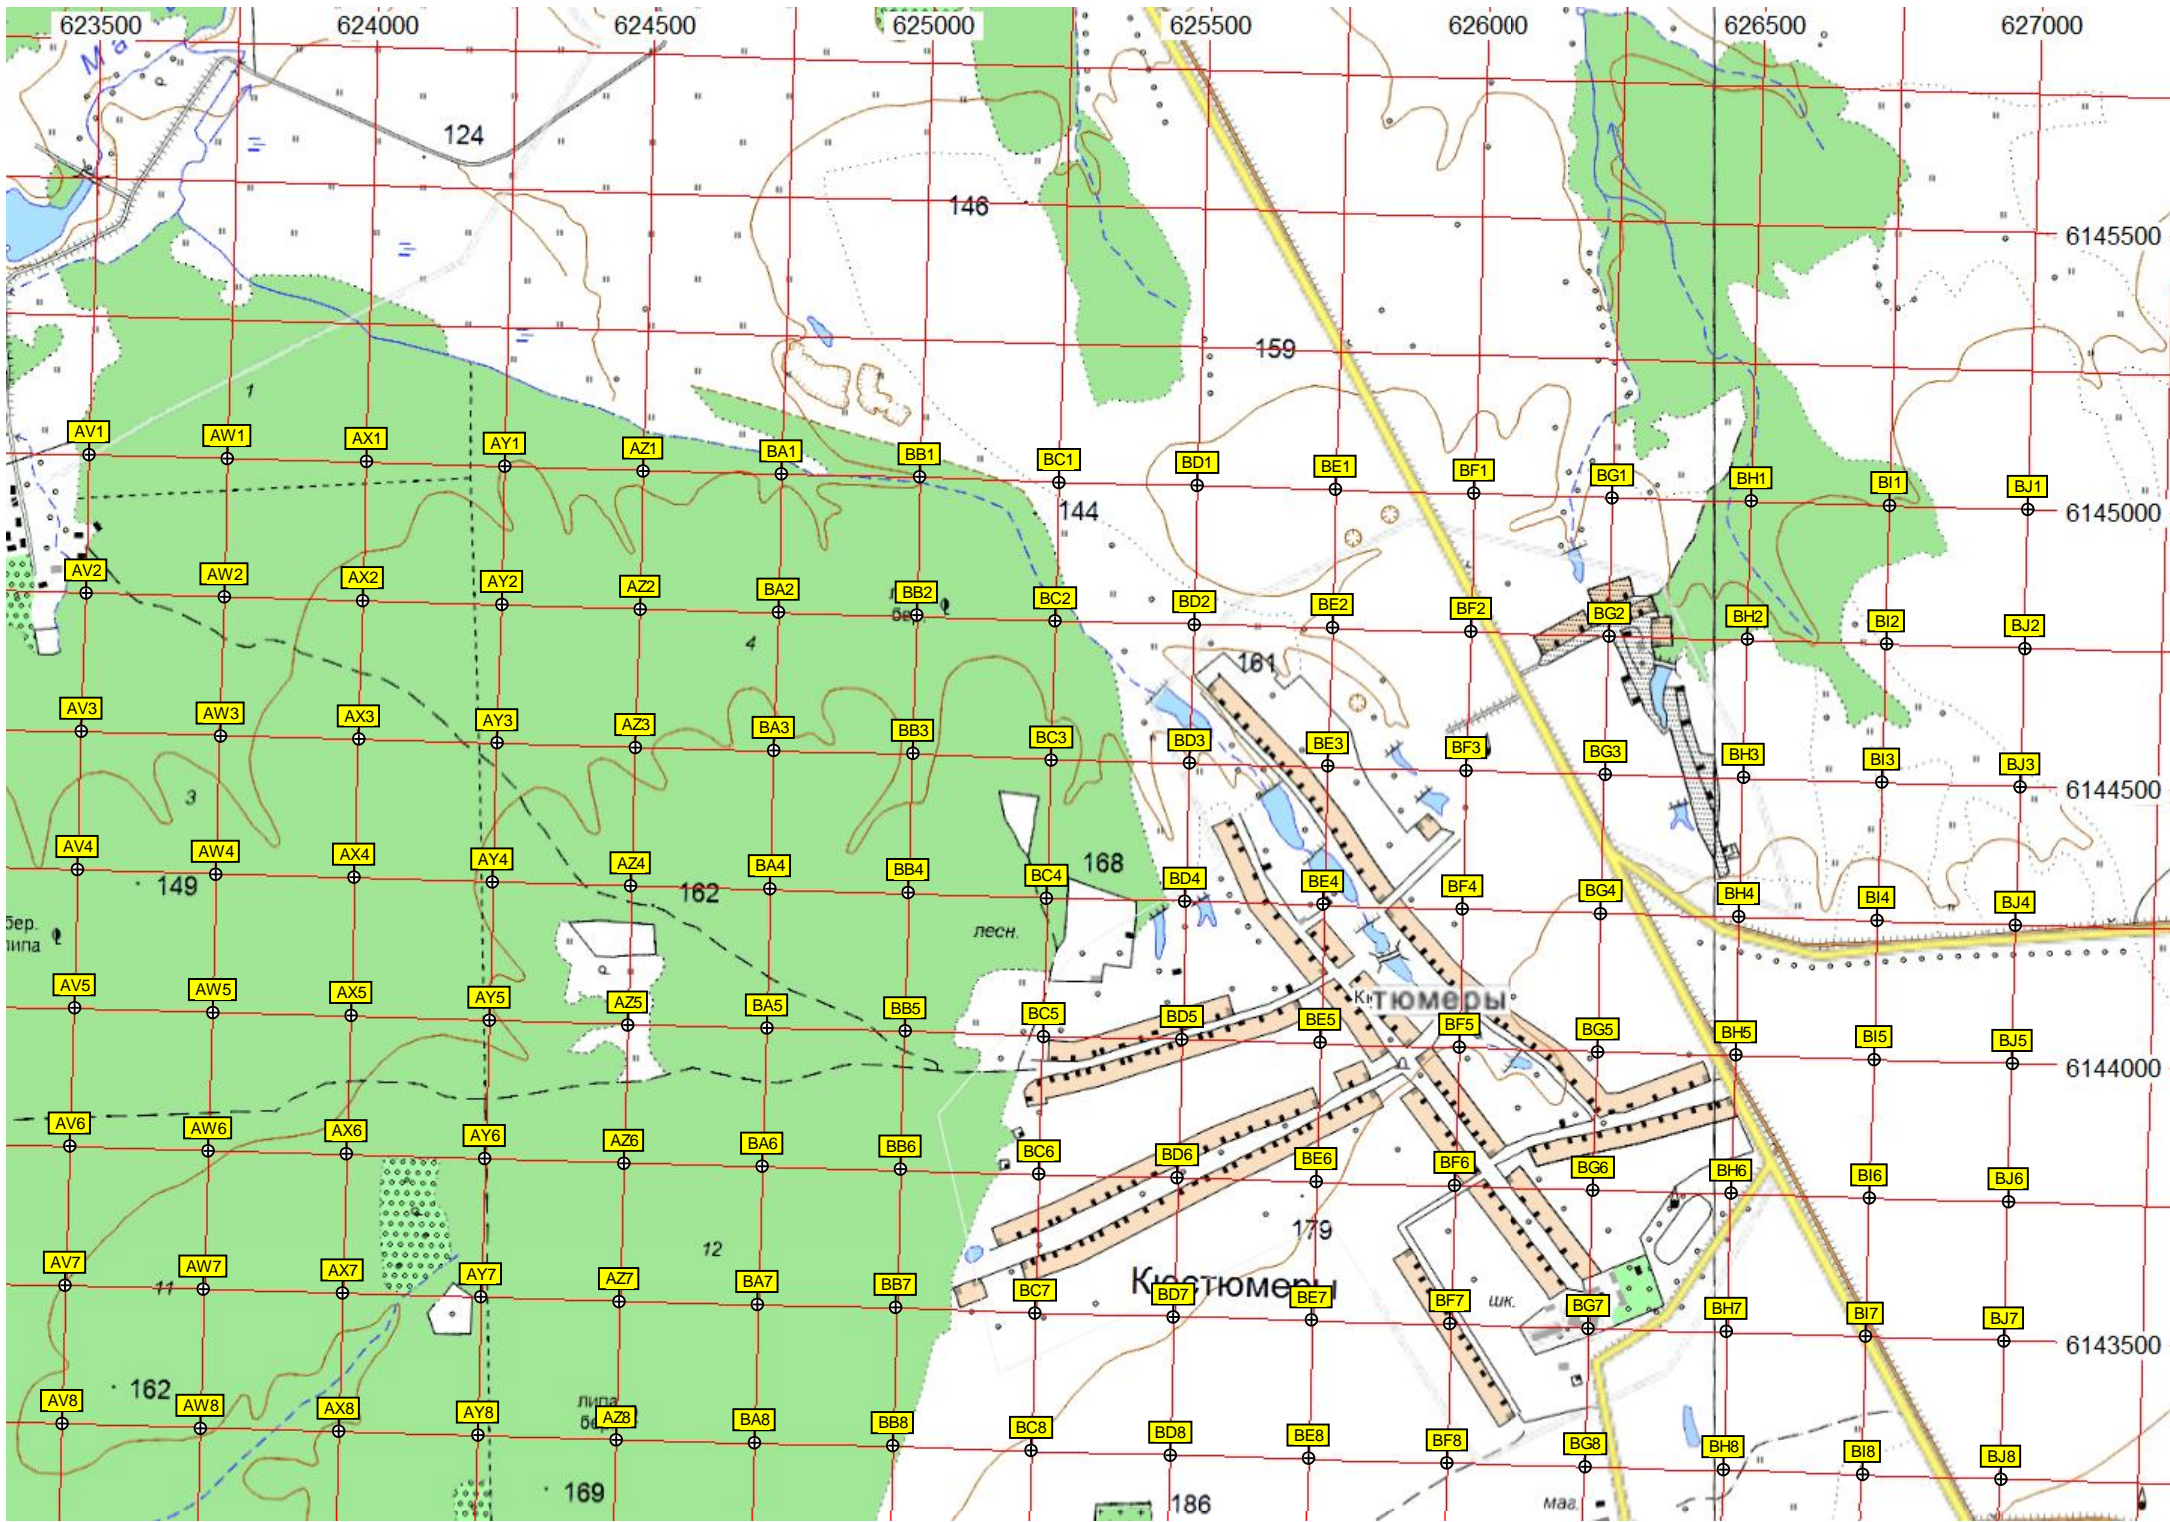 623500 624000 624500 625000 625500 626000 626500 627000
Ма
124
146
6145500
159
1
AV1 AW1 AX1 AY1 AZ1 BA1 BB1 BC1 BD1 BE1 BF1 BG1 BH1 BI1 BJ1
144
6145000
AV2 AW2 AX2 AY2 AZ2 BA2 BB2 BC2 BD2 BE2 BF2 BG2 BH2 BI2 BJ2
4
161
AV3 AW3 AX3 AY3 AZ3 BA3 BB3 BC3 BD3 BE3 BF3 BG3 BH3 BI3 BJ3
3
6144500
AV4 AW4 AX4 AY4 AZ4 BA4 BB4 BC4 BD4 BE4 BF4 BG4 BH4 BI4 BJ4
149
162
168
бер.
липа
лесн.
AV5 AW5 AX5 AY5 AZ5 BA5 BB5 BC5 BD5 BE5 BF5 BG5 BH5 BI5 BJ5
тюмеры
6144000
AV6 AW6 AX6 AY6 AZ6 BA6 BB6 BC6 BD6 BE6 BF6 BG6 BH6 BI6 BJ6
12
179
11
AV7 AW7 AX7 AY7 AZ7 BA7 BB7 BC7 BD7 BE7 BF7 BG7 BH7 BI7 BJ7
Кюстюмеры
шк.
6143500
162
липа
AV8 AW8 AX8 AY8 AZ8 BA8 BB8 BC8 BD8 BE8 BF8 BG8 BH8 BI8 BJ8
169
186
маг.